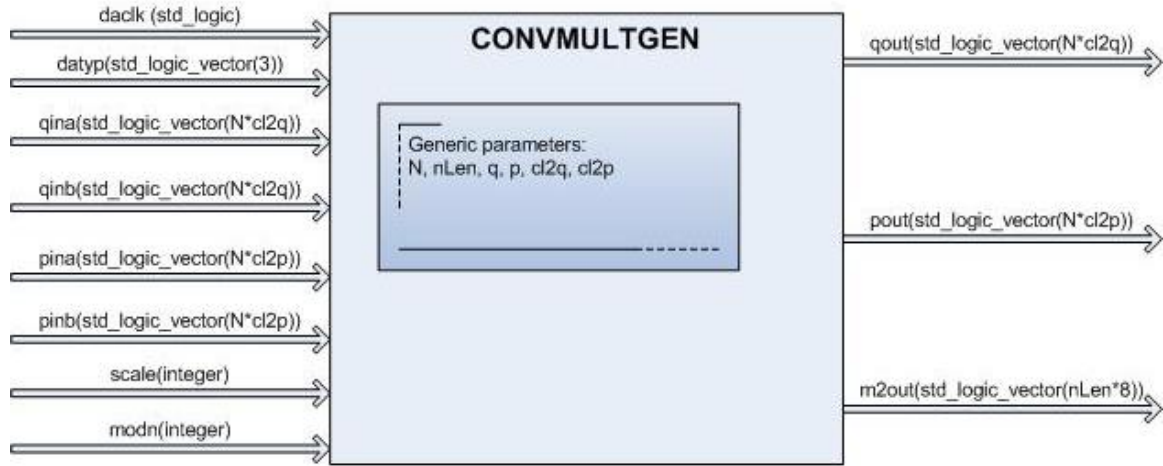 daclk (std_logic)
datyp(std_logic_vector(3))
qina(std_logic_vector(N*cl2q))
qinb(std_logic_vector(N*cl2q))
pina(std_logic_vector(N*cl2p))
pinb(std_logic_vector(N*cl2p))
scale(integer)
modn(integer)
CONVMULTGEN
Generic parameters:
N, nLen, q, p, cl2q, cl2p
qout(std_logic_vector(N*cl2q))
pout(std_logic_vector(N*cl2p))
m2out(std_logic_vector(nLen*8))